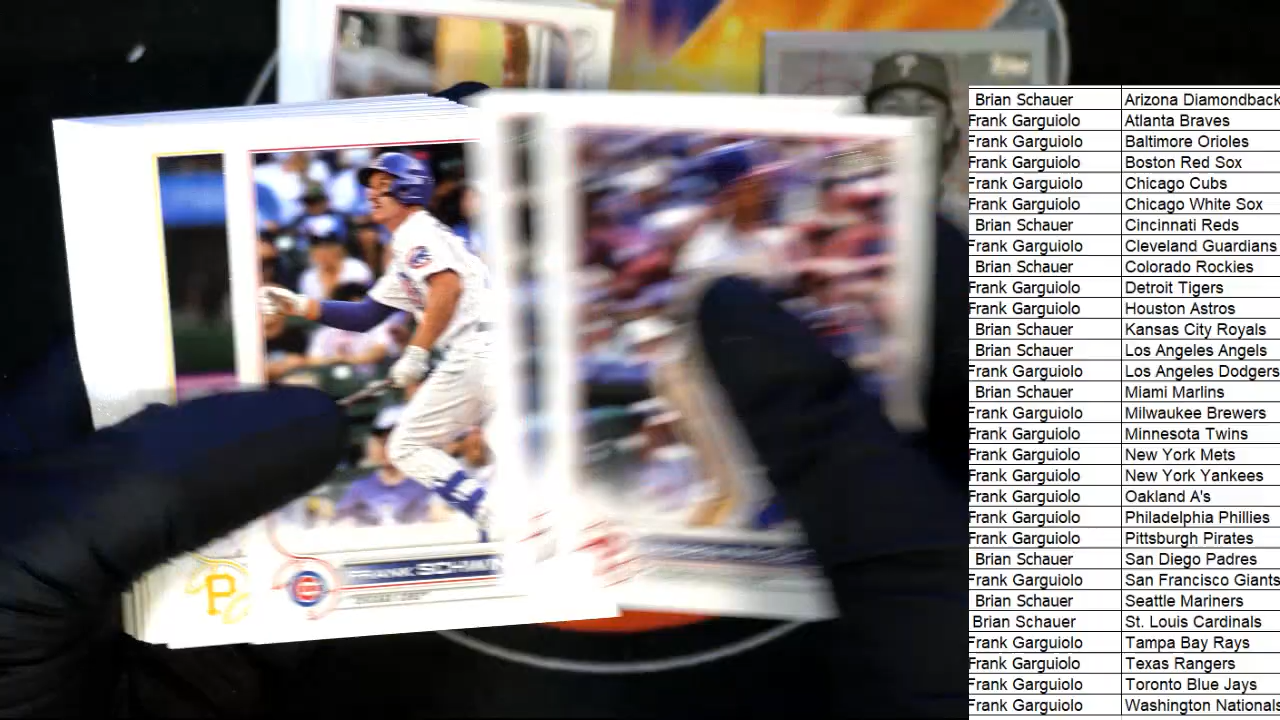 Brian Schauer Arizona Diamondback
Frank Garguiolo Atlanta Braves
Frank Garguiolo Baltimore Orioles
Frank Garguiolo Boston Red Sox
Frank Garguiolo Chicago Cubs
Frank Garguiolo Chicago White Sox
Brian Schauer Cincinnati Reds
Frank Garguiolo Cleveland Guardians
Brian Schauer Colorado Rockies
Frank Garguiolo Detroit Tigers
Frank Garguiolo Houston Astros
Brian Schauer Kansas City Royals
Brian Schauer Los Angeles Angels
Frank Garguiolo Los Angeles Dodgers
Brian Schauer Miami Marlins
Frank Garguiolo Milwaukee Brewers
Frank Garguiolo Minnesota Twins
Frank Garguiolo New York Mets
Frank Garguiolo New York Yankees
Frank Garguiolo Oakland A's
Frank Garguiolo Philadelphia Phillies
Frank Garguiolo Pittsburgh Pirates
Brian Schauer San Diego Padres
Frank Garguiolo San Francisco Giants
Brian Schauer Seattle Mariners
Brian Schauer St. Louis Cardinals
Frank Garguiolo Tampa Bay Rays
Frank Garguiolo Texas Rangers
Frank Garguiolo Toronto Blue Jays
Frank Garguiolo Washington Nationals
P
FRANK SCHWIN